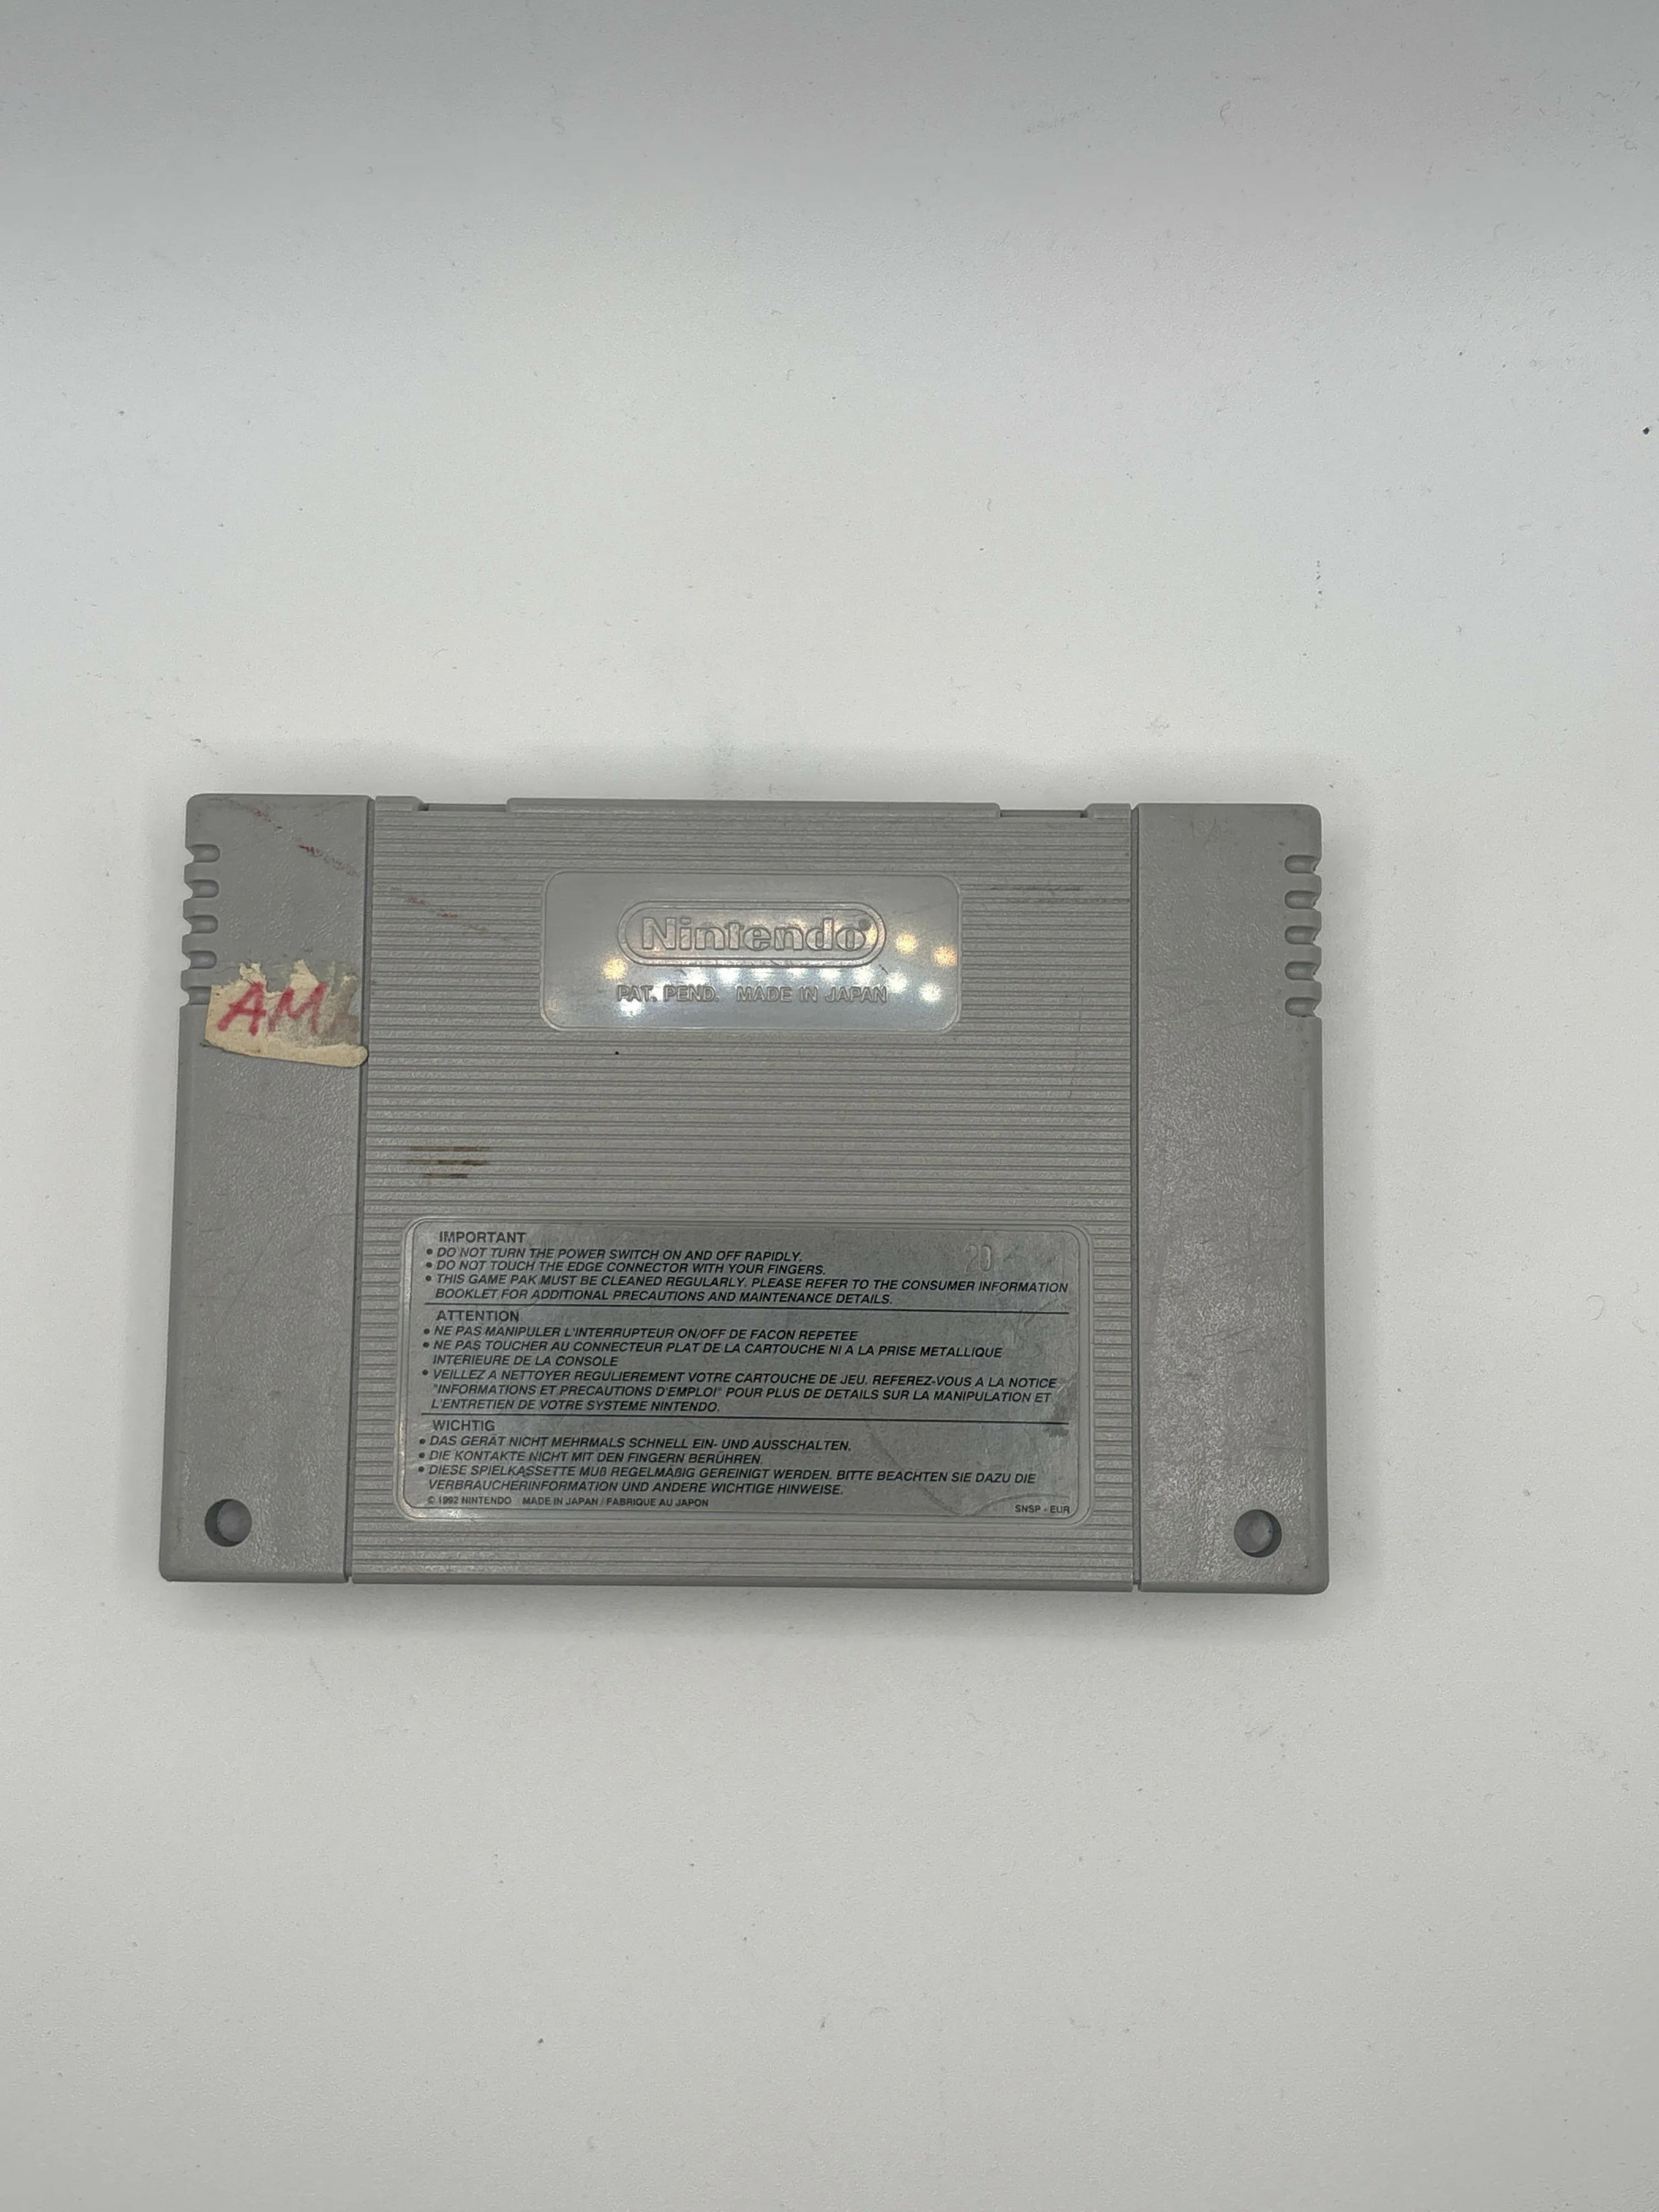 Nintendo®
PAT. PEND. MADE IN JAPAN
AM
IMPORTANT
20
• DO NOT TURN THE POWER SWITCH ON AND OFF RAPIDLY.
• DO NOT TOUCH THE EDGE CONNECTOR WITH YOUR FINGERS.
• THIS GAME PAK MUST BE CLEANED REGULARLY. PLEASE REFER TO THE CONSUMER INFORMATION
BOOKLET FOR ADDITIONAL PRECAUTIONS AND MAINTENANCE DETAILS.
ATTENTION
• NE PAS MANIPULER L'INTERRUPTEUR ON/OFF DE FACON REPETEE
• NE PAS TOUCHER AU CONNECTEUR PLAT DE LA CARTOUCHE NI A LA PRISE METALLIQUE
INTERIEURE DE LA CONSOLE
• VEILLEZ A NETTOYER REGULIEREMENT VOTRE CARTOUCHE DE JEU. REFEREZ-VOUS A LA NOTICE
"INFORMATIONS ET PRECAUTIONS D'EMPLOI" POUR PLUS DE DETAILS SUR LA MANIPULATION ET
L'ENTRETIEN DE VOTRE SYSTEME NINTENDO.
WICHTIG
• DAS GERÄT NICHT MEHRMALS SCHNELL EIN- UND AUSSCHALTEN.
• DIE KONTAKTE NICHT MIT DEN FINGERN BERÜHREN.
• DIESE SPIELKASSETTE MUß REGELMÄßIG GEREINIGT WERDEN. BITTE BEACHTEN SIE DAZU DIE
VERBRAUCHERINFORMATION UND ANDERE WICHTIGE HINWEISE.
© 1992 NINTENDO MADE IN JAPAN / FABRIQUE AU JAPON
SNSP - EUR